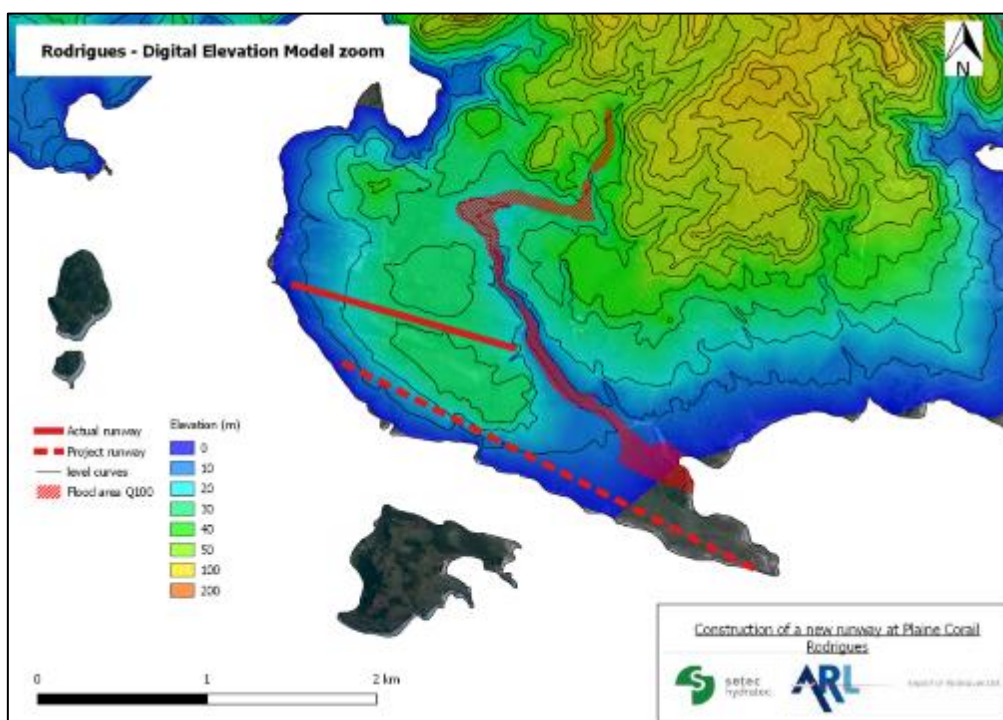 Rodrigues - Digital Elevation Model zoom
N
Actual runway
Project runway
level curves
Flood area Q100
Elevation (m)
0
10
20
30
40
50
100
200
0
1
2 km
Construction of a new runway at Plaine Corail
Rodrigues
setec
hydratec
ARL